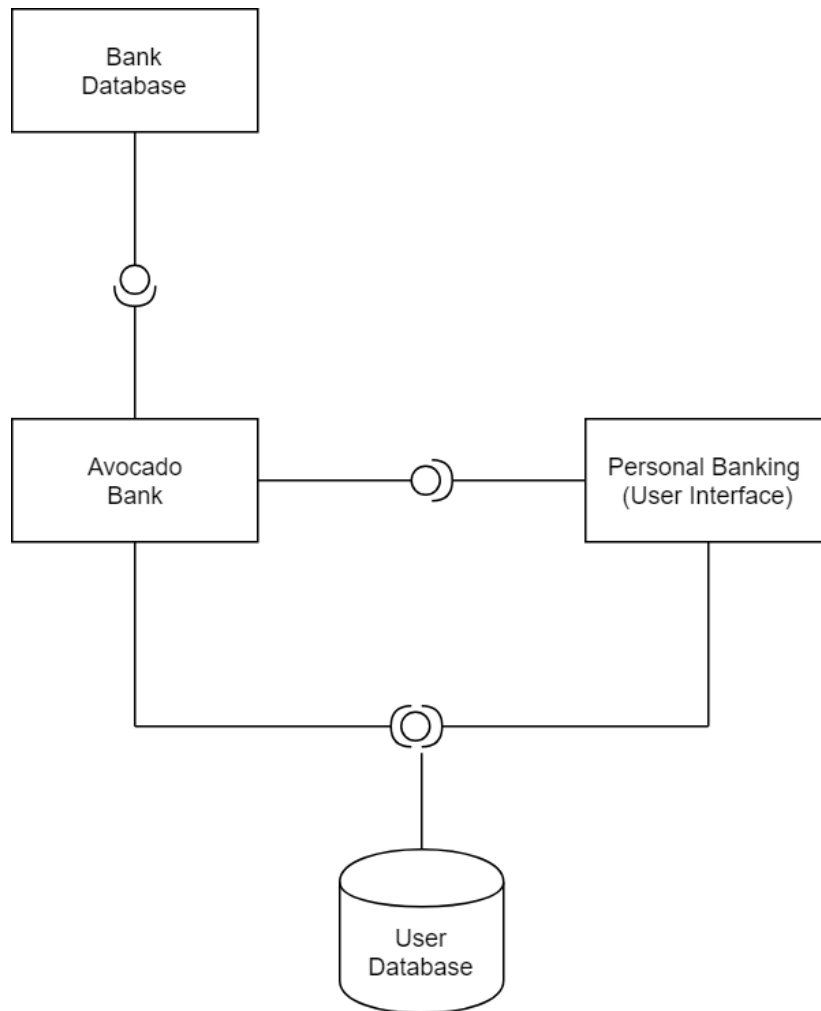 Bank
Database
Avocado
Bank
Personal Banking
(User Interface)
User
Database